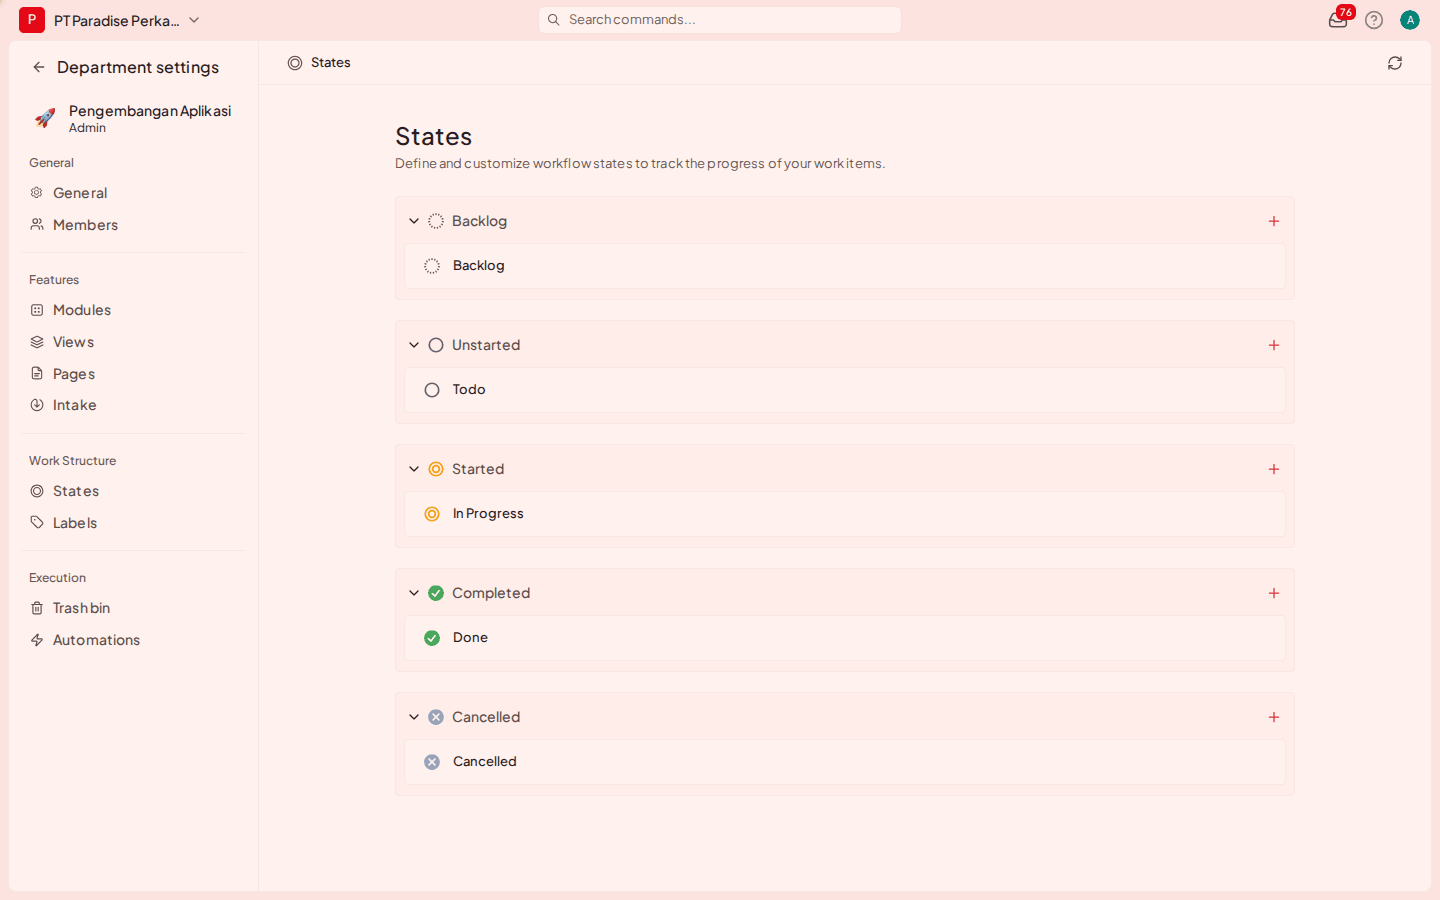 P
PT Paradise Perka...
Search commands...
76
A
Department settings
Pengembangan Aplikasi
Admin
General
General
Members
Features
Modules
Views
Pages
Intake
Work Structure
States
Labels
Execution
Trash bin
Automations
States
States
Define and customize workflow states to track the progress of your work items.
Backlog
Backlog
Unstarted
Todo
Started
In Progress
Completed
Done
Cancelled
Cancelled